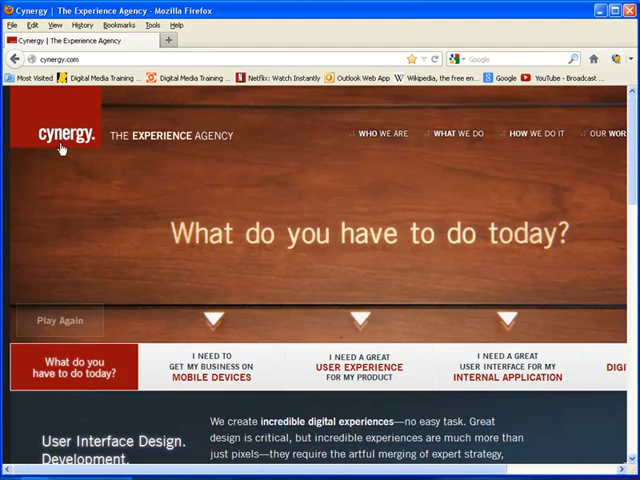 Cynergy | The Experience Agency - Mozilla Firefox
File Edit View History Bookmarks Tools Help
Cynergy | The Experience Agency
cynergy.com
Google
Most Visited Digital Media Training ... Digital Media Training ... Netflix: Watch Instantly Outlook Web App Wikipedia, the free en... Google YouTube - Broadcast ...
cynergy. THE EXPERIENCE AGENCY
WHO WE ARE WHAT WE DO HOW WE DO IT OUR WOR
What do you have to do today?
Play Again
What do you
have to do today?
I NEED TO
GET MY BUSINESS ON
MOBILE DEVICES
I NEED A GREAT
USER EXPERIENCE
FOR MY PRODUCT
I NEED A GREAT
USER INTERFACE FOR MY
INTERNAL APPLICATION
DIGI
User Interface Design.
Development.
We create incredible digital experiences—no easy task. Great
design is critical, but incredible experiences are much more than
just pixels—they require the artful merging of expert strategy,